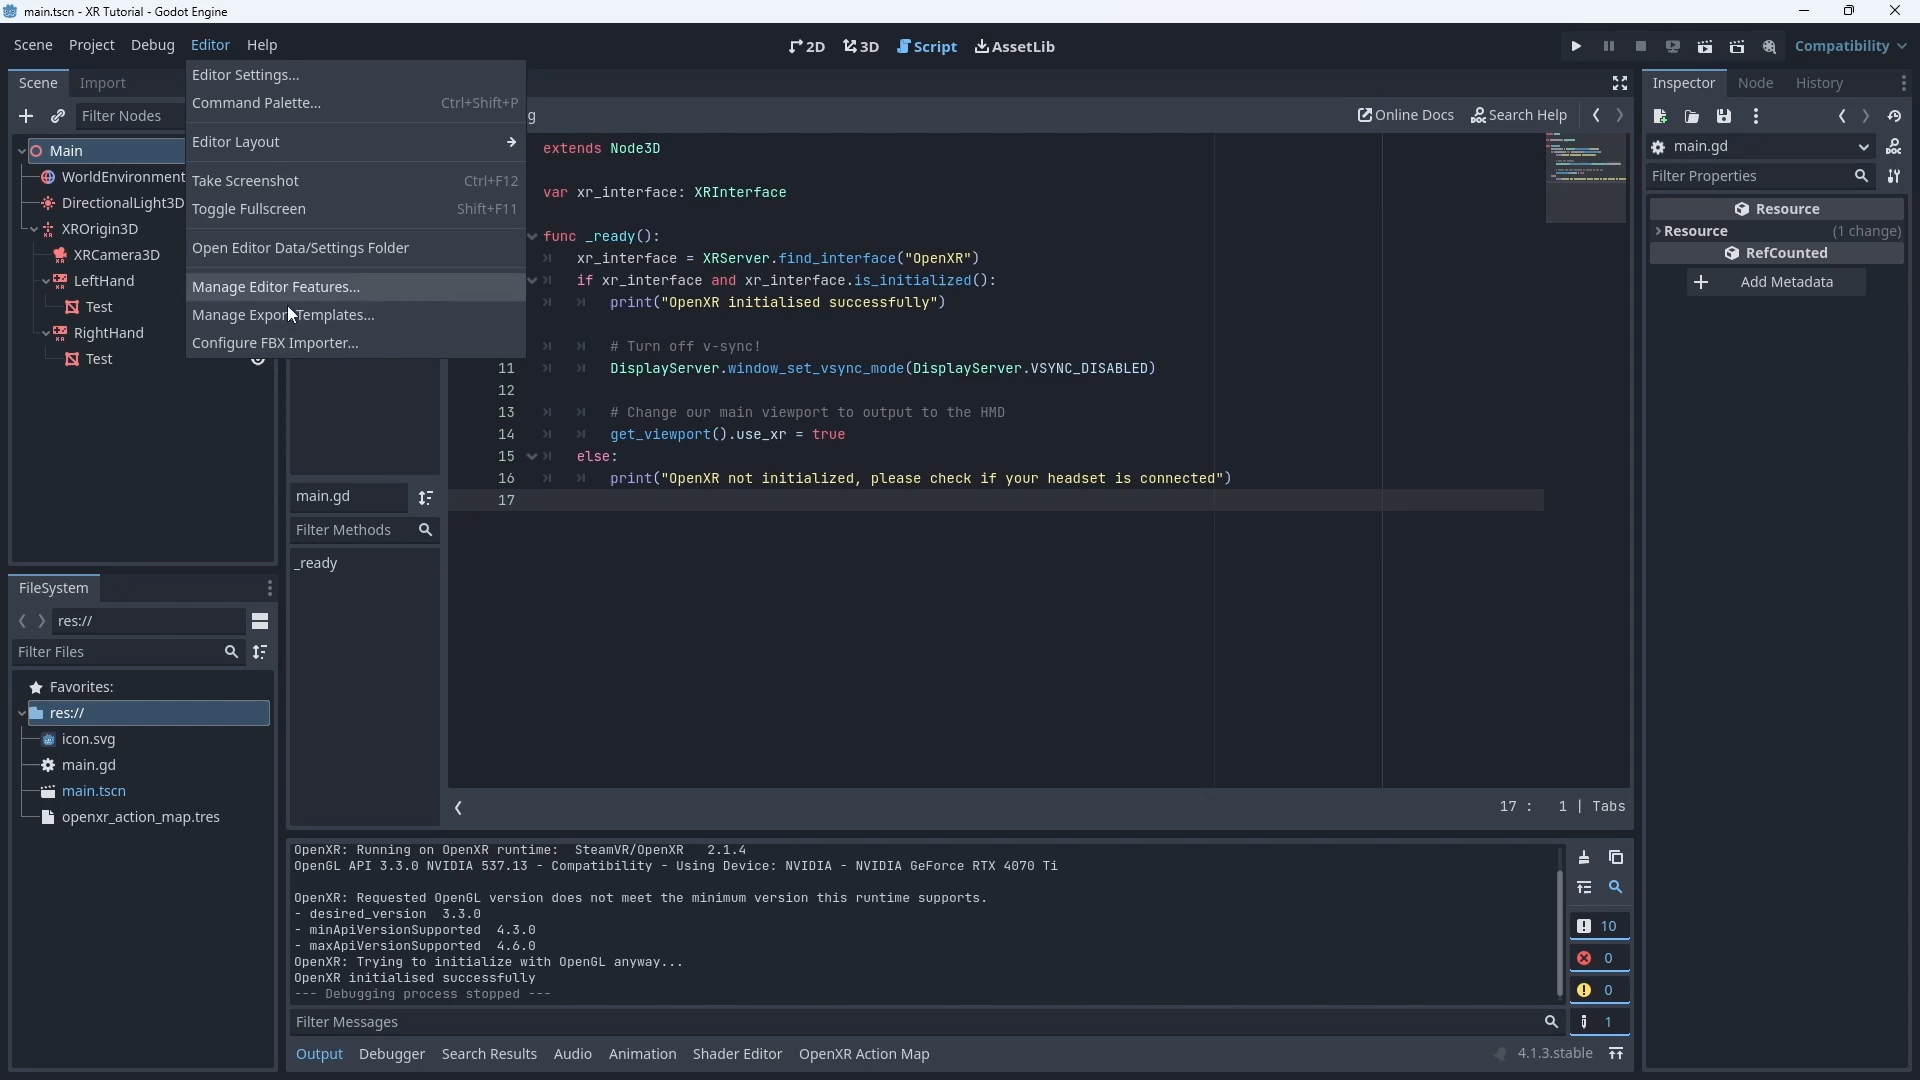 main.tscn - XR Tutorial - Godot Engine
Scene Project Debug Editor Help
2D 3D Script AssetLib
Compatibility
Scene Import
Filter Nodes
Main
WorldEnvironment
DirectionalLight3D
XROrigin3D
XRCamera3D
LeftHand
Test
RightHand
Test
Editor Settings...
Command Palette... Ctrl+Shift+P
Editor Layout
Take Screenshot Ctrl+F12
Toggle Fullscreen Shift+F11
Open Editor Data/Settings Folder
Manage Editor Features...
Manage Export Templates...
Configure FBX Importer...
g
Online Docs Search Help
extends Node3D
var xr_interface: XRInterface
func _ready():
xr_interface = XRServer.find_interface("OpenXR")
if xr_interface and xr_interface.is_initialized():
print("OpenXR initialised successfully")
# Turn off v-sync!
11 DisplayServer.window_set_vsync_mode(DisplayServer.VSYNC_DISABLED)
12
13 # Change our main viewport to output to the HMD
14 get_viewport().use_xr = true
15 else:
16 print("OpenXR not initialized, please check if your headset is connected")
17
main.gd
Filter Methods
_ready
17 : 1 | Tabs
FileSystem
res://
Filter Files
Favorites:
res://
icon.svg
main.gd
main.tscn
openxr_action_map.tres
OpenXR: Running on OpenXR runtime: SteamVR/OpenXR 2.1.4
OpenGL API 3.3.0 NVIDIA 537.13 - Compatibility - Using Device: NVIDIA - NVIDIA GeForce RTX 4070 Ti
OpenXR: Requested OpenGL version does not meet the minimum version this runtime supports.
- desired_version 3.3.0
- minApiVersionSupported 4.3.0
- maxApiVersionSupported 4.6.0
OpenXR: Trying to initialize with OpenGL anyway...
OpenXR initialised successfully
--- Debugging process stopped ---
10
0
0
1
Filter Messages
Output Debugger Search Results Audio Animation Shader Editor OpenXR Action Map
4.1.3.stable
Inspector Node History
main.gd
Filter Properties
Resource
Resource (1 change)
RefCounted
Add Metadata